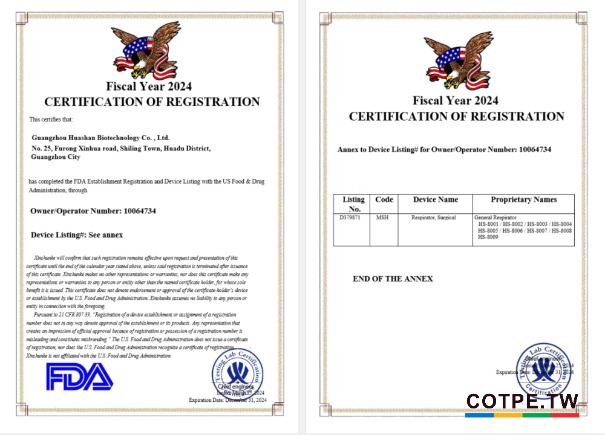 Fiscal Year 2024
CERTIFICATION OF REGISTRATION
This certifies that:
Guangzhou Huashan Biotechnology Co. , Ltd.
No. 25, Furong Xinhua road, Shiling Town, Huadu District,
Guangzhou City
has completed the FDA Establishment Registration and Device Listing with the US Food & Drug
Administration, through
Owner/Operator Number: 10064734
Device Listing#: See annex
will confirm that such registration remains effective upon request and presentation of this
certificate until the end of the calendar year stated above, unless said registration is terminated after issuance
of this certificate. makes no other representations or warranties, nor does this certificate make any
representations or warranties to any person or entity other than the named certificate holder, for whose sole
benefit it is issued. This certificate does not denote endorsement or approval of the certificate-holder's device
or establishment by the U.S. Food and Drug Administration. assumes no liability to any person or
entity in connection with the foregoing.
Pursuant to 21 CFR 807.39, "Registration of a device establishment or assignment of a registration
number does not in any way denote approval of the establishment or its products. Any representation that
creates an impression of official approval because of registration or possession of a registration number is
misleading and constitutes misbranding." The U.S. Food and Drug Administration does not issue a certificate
of registration, nor does the U.S. Food and Drug Administration recognize a certificate of registration.
is not affiliated with the U.S. Food and Drug Administration.
FDA
Testing Lab Certification
Expiration Date: December 31, 2024
Fiscal Year 2024
CERTIFICATION OF REGISTRATION
Annex to Device Listing# for Owner/Operator Number: 10064734
Listing No. Code Device Name Proprietary Names
D379871 MSH Respirator, Surgical General Respirator
HS-8001 / HS-8002 / HS-8003 / HS-8004
HS-8005 / HS-8006 / HS-8007 / HS-8008
HS-8009
END OF THE ANNEX
Testing Lab Certification
COTPE.TW